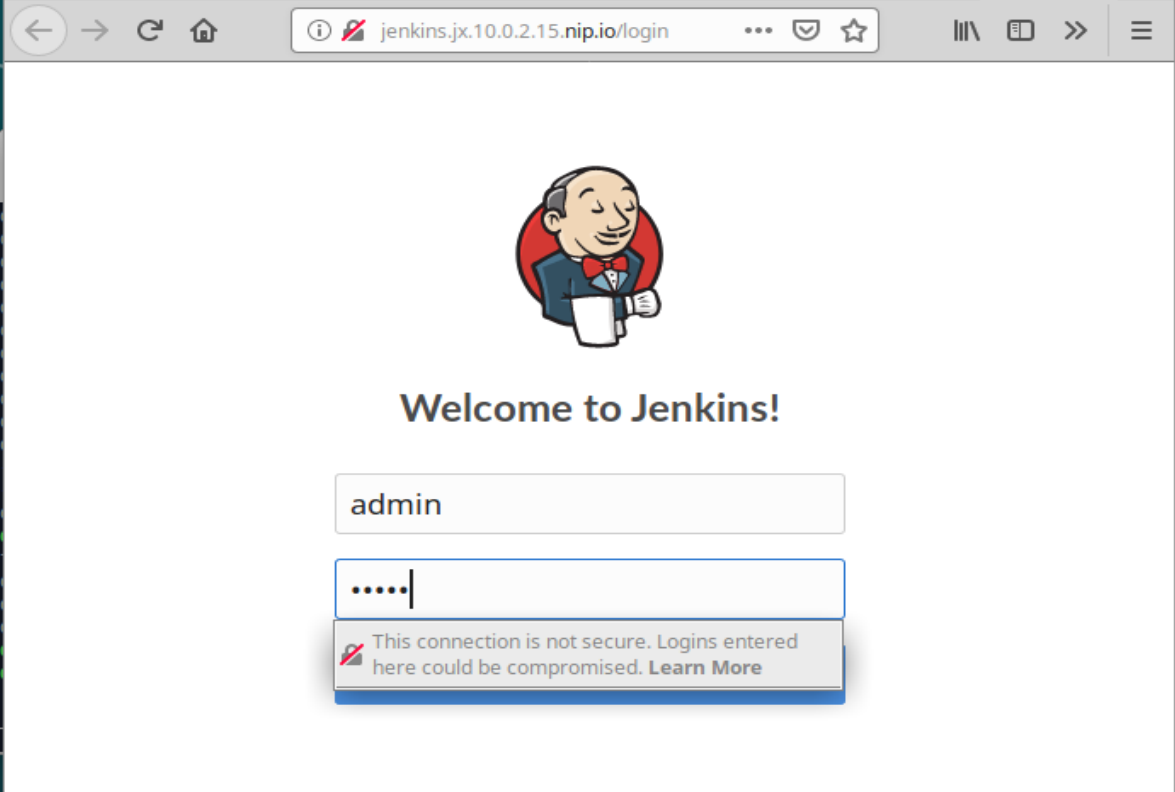 jenkins.jx.10.0.2.15.nip.io/login
Welcome to Jenkins!
admin
•••••
This connection is not secure. Logins entered
here could be compromised. Learn More